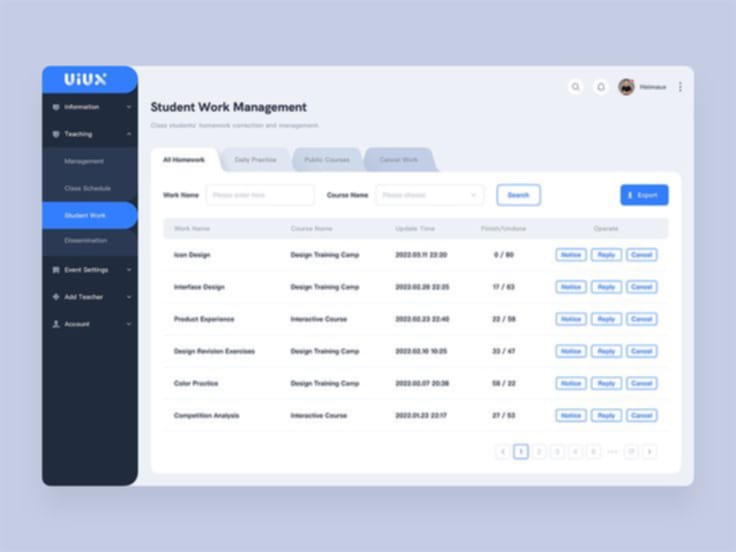 UiUX
Information
Teaching
Management
Class Schedule
Student Work
Dissemination
Event Settings
Add Teacher
Account
Student Work Management
Class students' homework correction and management.
All Homework Daily Practice Public Courses Cancel Work
Work Name Please enter here Course Name Please choose Search Export
Work Name Course Name Update Time Finish/Undone Operate
Icon Design Design Training Camp 2022.03.11 22:20 0 / 80 Notice Reply Cancel
Interface Design Design Training Camp 2022.02.28 22:25 17 / 63 Notice Reply Cancel
Product Experience Interactive Course 2022.02.23 22:40 22 / 58 Notice Reply Cancel
Design Revision Exercises Design Training Camp 2022.02.10 10:25 33 / 47 Notice Reply Cancel
Color Practice Design Training Camp 2022.02.07 20:36 58 / 22 Notice Reply Cancel
Competition Analysis Interactive Course 2022.01.23 22:17 27 / 53 Notice Reply Cancel
1 2 3 4 5 •••